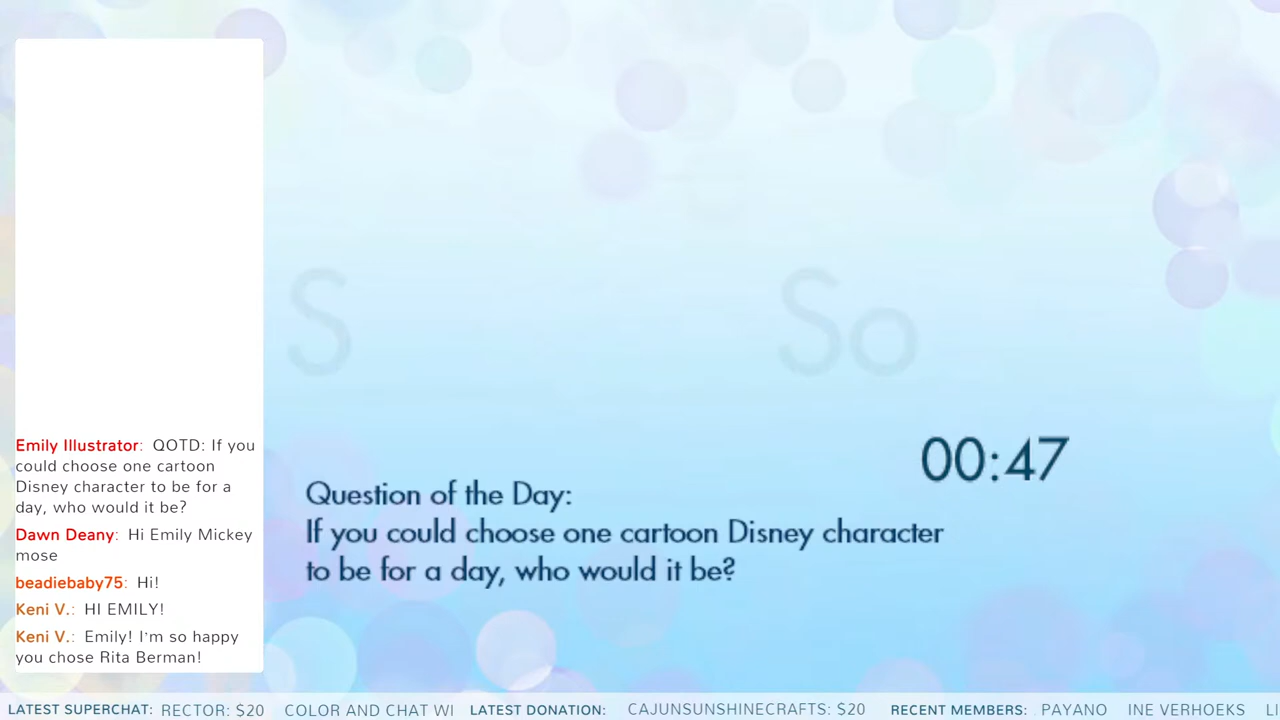 S So
00:47
Question of the Day:
If you could choose one cartoon Disney character
to be for a day, who would it be?
Emily Illustrator: QOTD: If you
could choose one cartoon
Disney character to be for a
day, who would it be?
Dawn Deany: Hi Emily Mickey
mose
beadiebaby75: Hi!
Keni V.: HI EMILY!
Keni V.: Emily! I'm so happy
you chose Rita Berman!
LATEST SUPERCHAT: RECTOR: $20 COLOR AND CHAT WI LATEST DONATION: CAJUNSUNSHINECRAFTS: $20 RECENT MEMBERS: PAYANO INE VERHOEKS LI